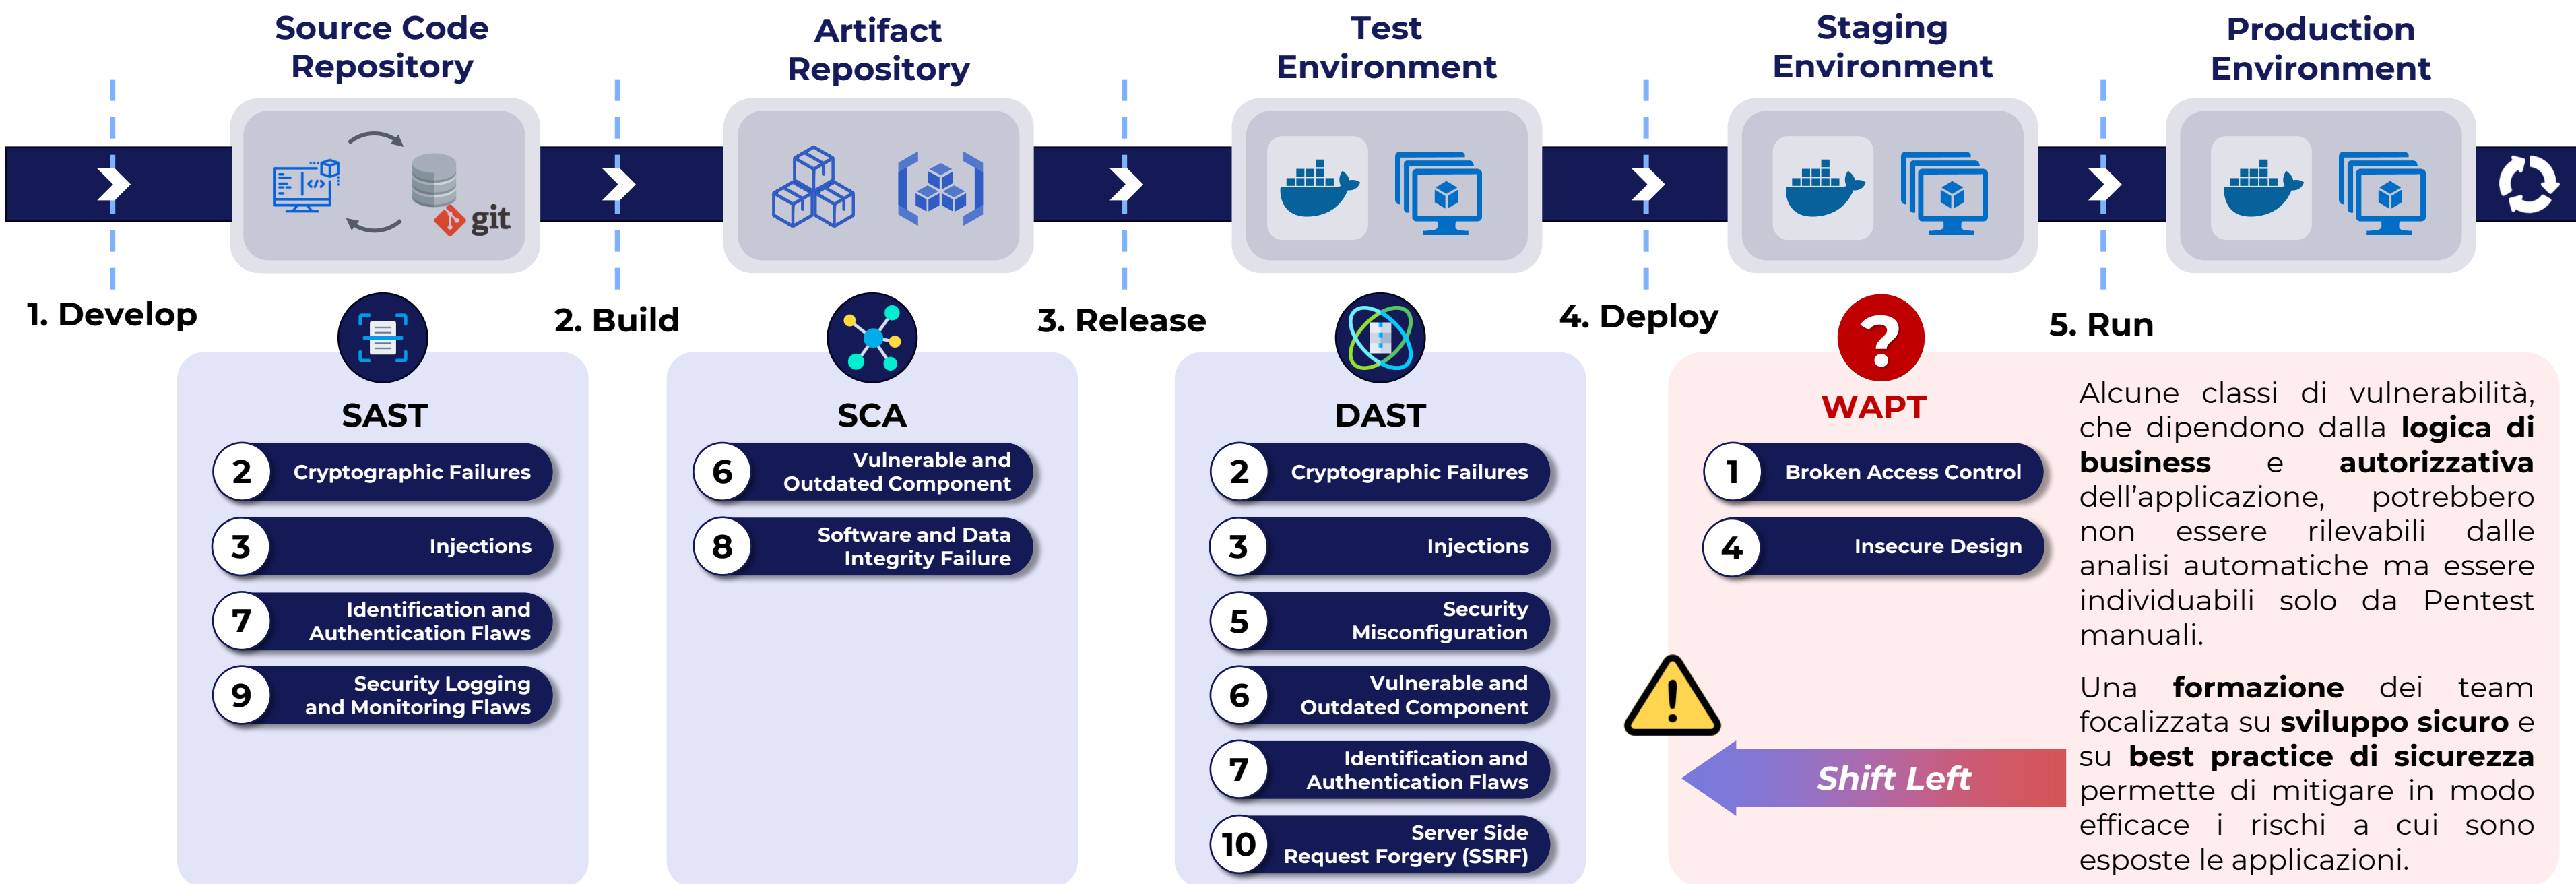 Source Code
Repository
Artifact
Repository
Test
Environment
Staging
Environment
Production
Environment
git
1. Develop
2. Build
3. Release
4. Deploy
5. Run
SAST
2 Cryptographic Failures
3 Injections
7 Identification and
Authentication Flaws
9 Security Logging
and Monitoring Flaws
SCA
6 Vulnerable and
Outdated Component
8 Software and Data
Integrity Failure
DAST
2 Cryptographic Failures
3 Injections
5 Security
Misconfiguration
6 Vulnerable and
Outdated Component
7 Identification and
Authentication Flaws
10 Server Side
Request Forgery (SSRF)
?
WAPT
1 Broken Access Control
4 Insecure Design
!
Shift Left
Alcune classi di vulnerabilità,
che dipendono dalla logica di
business e autorizzativa
dell’applicazione, potrebbero
non essere rilevabili dalle
analisi automatiche ma essere
individuabili solo da Pentest
manuali.
Una formazione dei team
focalizzata su sviluppo sicuro e
su best practice di sicurezza
permette di mitigare in modo
efficace i rischi a cui sono
esposte le applicazioni.